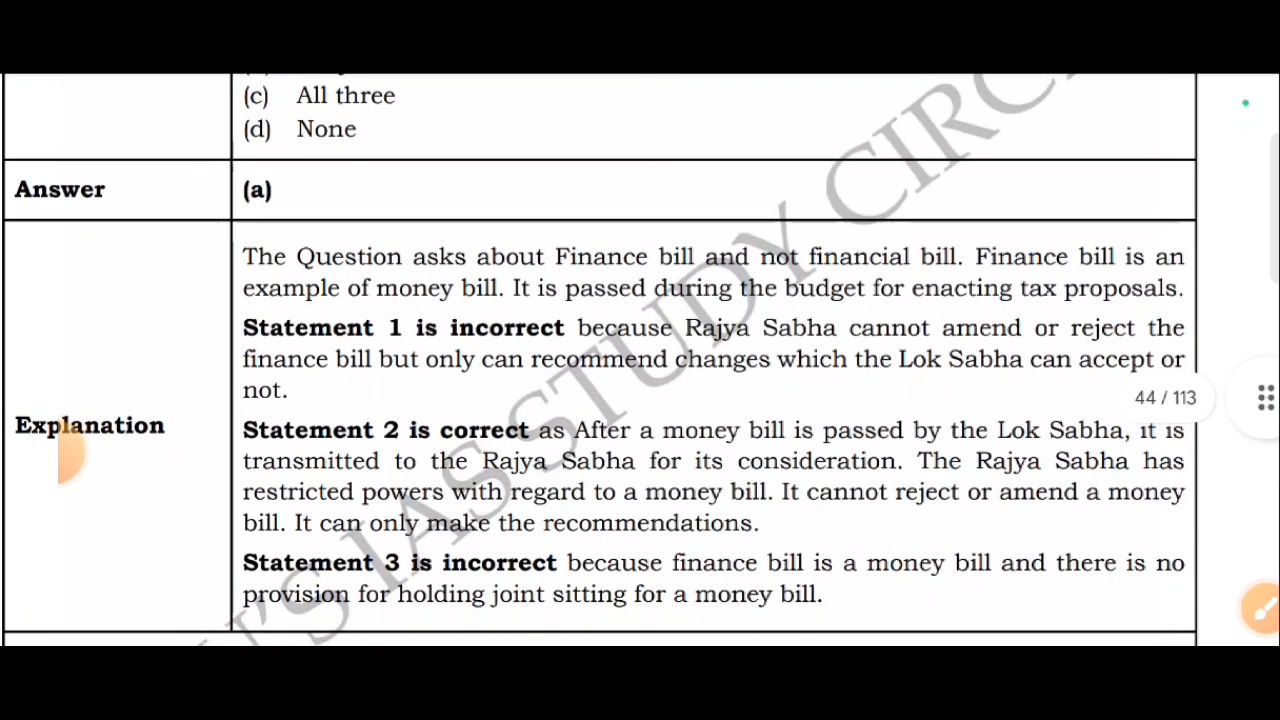 (c) All three
(d) None
Answer (a)
The Question asks about Finance bill and not financial bill. Finance bill is an
example of money bill. It is passed during the budget for enacting tax proposals.
Statement 1 is incorrect because Rajya Sabha cannot amend or reject the
finance bill but only can recommend changes which the Lok Sabha can accept or
not.
44 / 113
Explanation
Statement 2 is correct as After a money bill is passed by the Lok Sabha, it is
transmitted to the Rajya Sabha for its consideration. The Rajya Sabha has
restricted powers with regard to a money bill. It cannot reject or amend a money
bill. It can only make the recommendations.
Statement 3 is incorrect because finance bill is a money bill and there is no
provision for holding joint sitting for a money bill.
IAS STUDY